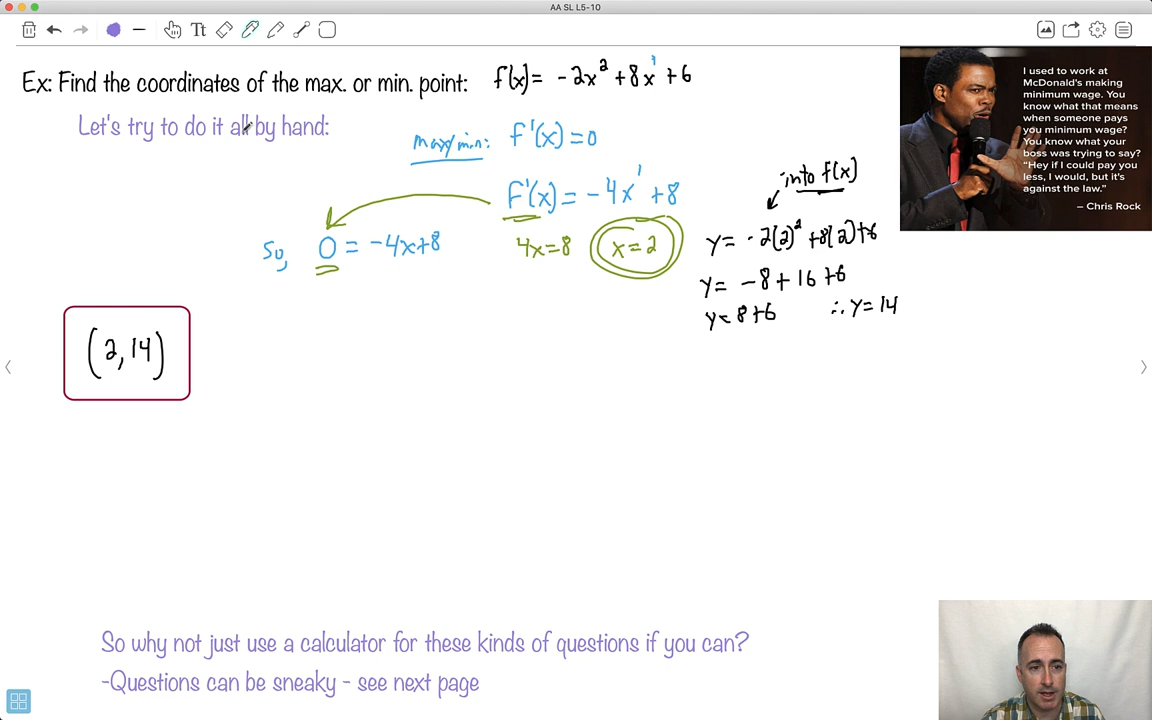 AA SL L5-10
Tt
Ex: Find the coordinates of the max. or min. point: f(x) = -2x² + 8x¹ + 6
Let's try to do it all by hand:
max/min: f'(x) = 0
f'(x) = -4x¹ + 8
So, 0 = -4x+8
4x=8 x=2
into f(x)
y = -2(2)² + 8(2) + 6
y = -8 + 16 + 6
y = 8+6 ∴ y = 14
(2, 14)
I used to work at
McDonald's making
minimum wage. You
know what that means
when someone pays
you minimum wage?
You know what your
boss was trying to say?
"Hey if I could pay you
less, I would, but it's
against the law."
— Chris Rock
So why not just use a calculator for these kinds of questions if you can?
-Questions can be sneaky - see next page